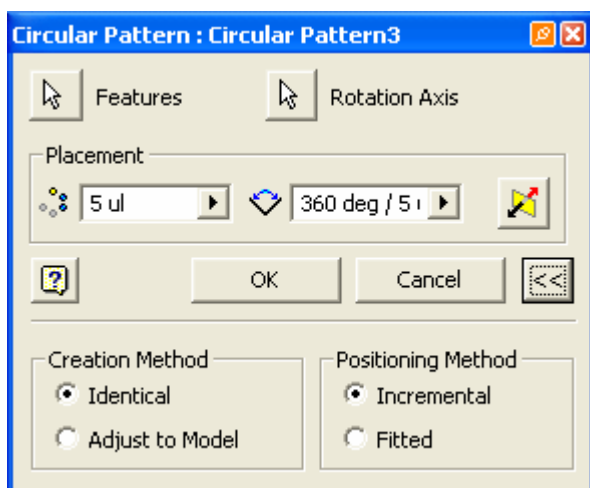 Circular Pattern : Circular Pattern3
Features Rotation Axis
Placement
5 ul 360 deg / 5
OK Cancel <<
Creation Method Positioning Method
Identical Incremental
Adjust to Model Fitted